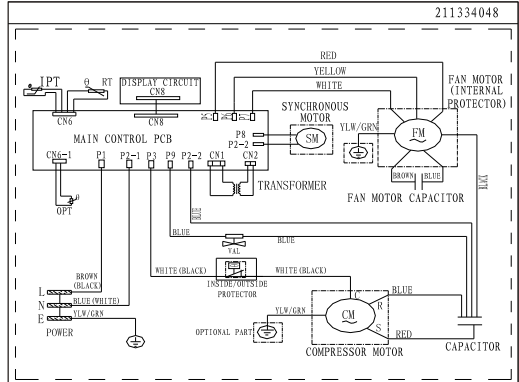 211334048
RED
YELLOW
WHITE
IPT
θ RT
CN6
DISPLAY CIRCUIT
CN8
CN8
P5
P7
SYNCHRONOUS MOTOR
FAN MOTOR (INTERNAL PROTECTOR)
MAIN CONTROL PCB
P8
P2-2
SM
YLW/GRN
FM
CN6-1
P1
P2-1
P3
P9
P2-2
CN1
CN2
TRANSFORMER
BROWN
BLUE
BLACK
FAN MOTOR CAPACITOR
θ
OPT
BLUE
BLUE
VAL
BLUE
WHITE (BLACK)
WHITE (BLACK)
INSIDE/OUTSIDE PROTECTOR
BROWN (BLACK)
L
N
BLUE (WHITE)
E
YLW/GRN
POWER
YLW/GRN
OPTIONAL PART
C
R
S
CM
BLUE
RED
COMPRESSOR MOTOR
CAPACITOR